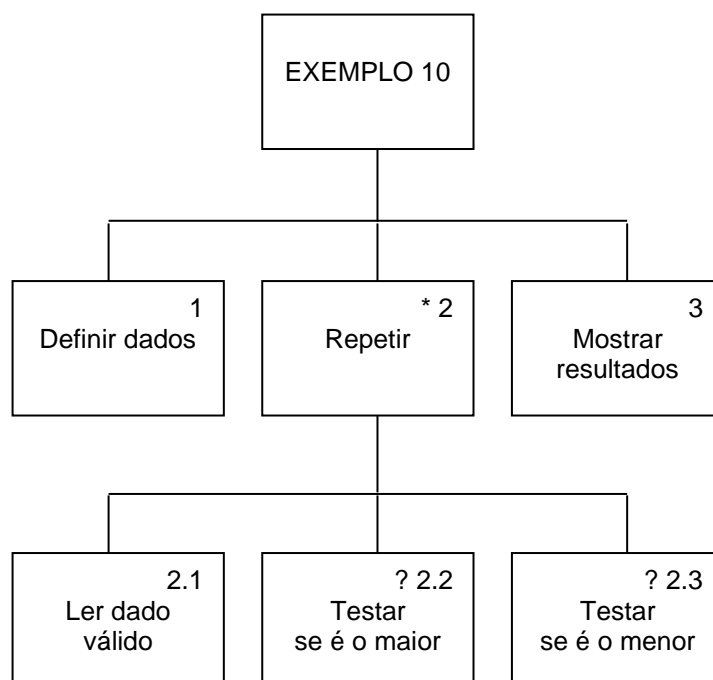 EXEMPLO 10
1
Definir dados
* 2
Repetir
3
Mostrar
resultados
2.1
Ler dado
válido
? 2.2
Testar
se é o maior
? 2.3
Testar
se é o menor